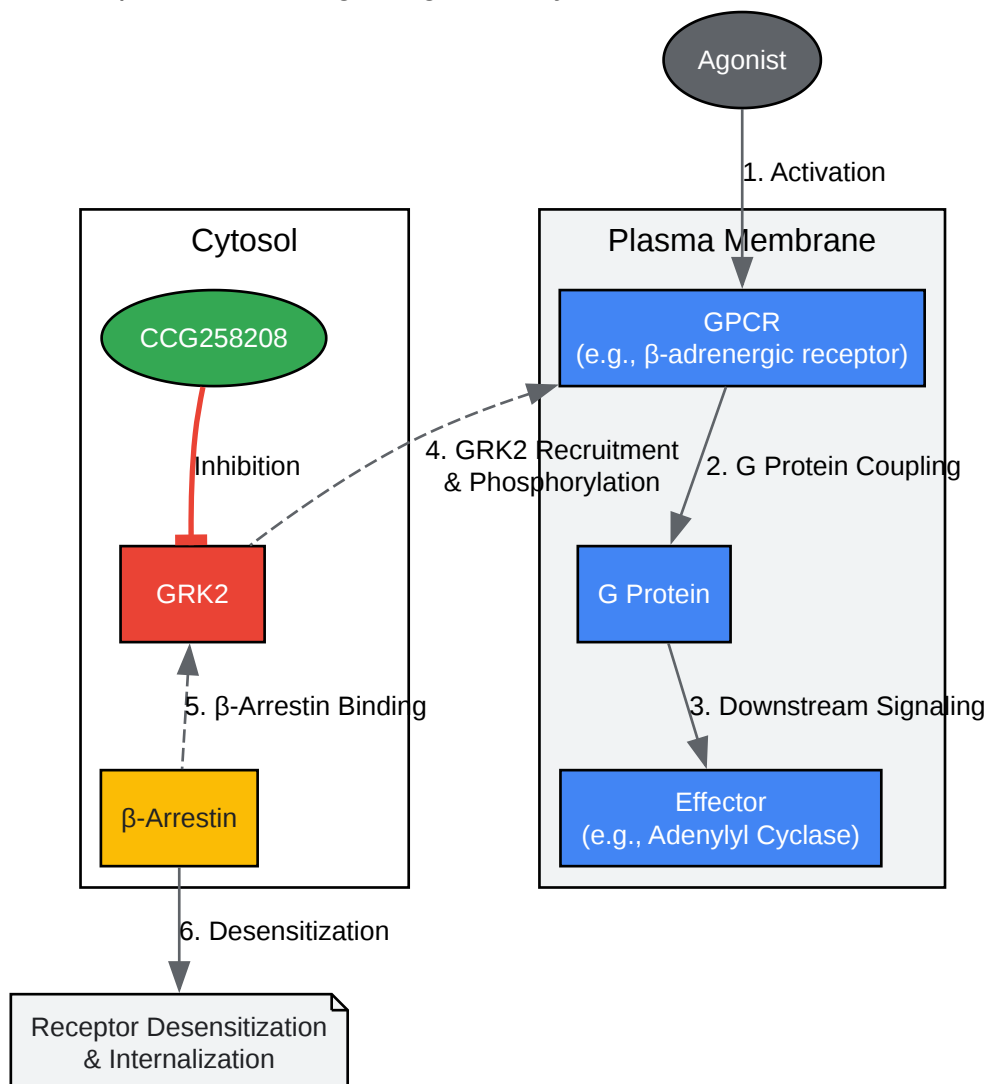 Agonist
1. Activation
Cytosol
Plasma Membrane
CCG258208
GPCR
(e.g., β-adrenergic receptor)
Inhibition
4. GRK2 Recruitment
& Phosphorylation
2. G Protein Coupling
GRK2
G Protein
5. β-Arrestin Binding
3. Downstream Signaling
β-Arrestin
Effector
(e.g., Adenylyl Cyclase)
6. Desensitization
Receptor Desensitization
& Internalization